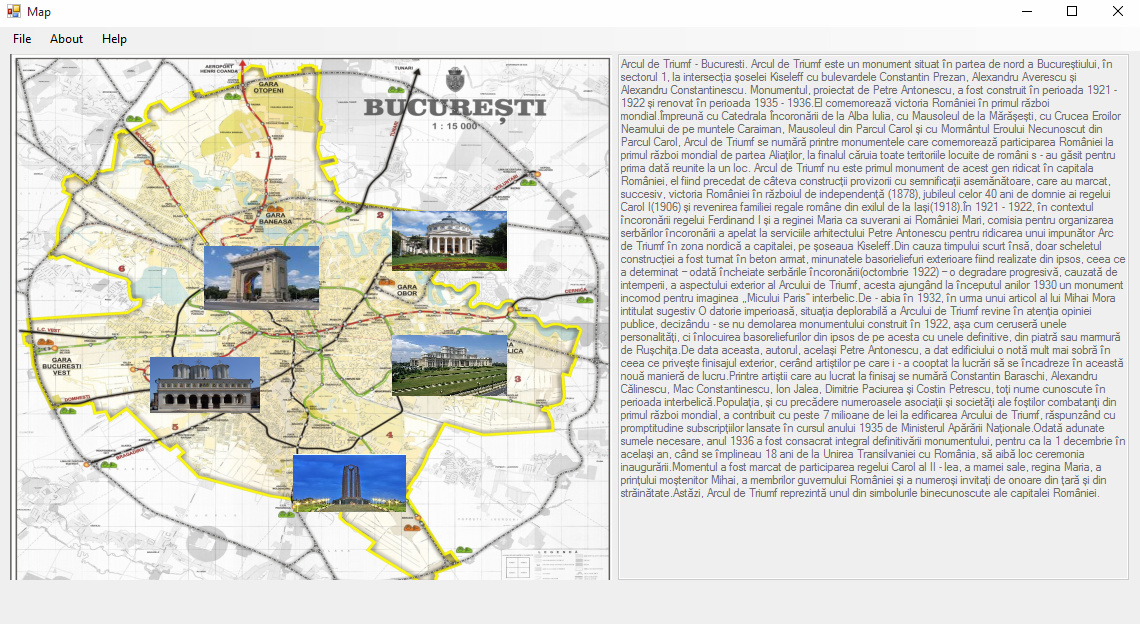 Map
File About Help
AEROPORT
HENRI COANDA
GARA
OTOPENI
TUNARI
BUCUREȘTI
1 : 15 000
1
VOLUNTARI
2
GARA
BANEASA
6
GARA
OBOR
CERNICA
GARA
BUCURESTI
VEST
DOMNESTI
3
5
4
BRAGADIRU
LEGENDA
Arcul de Triumf - Bucuresti. Arcul de Triumf este un monument situat în partea de nord a Bucureștiului, în
sectorul 1, la intersecția șoselei Kiseleff cu bulevardele Constantin Prezan, Alexandru Averescu și
Alexandru Constantinescu. Monumentul, proiectat de Petre Antonescu, a fost construit în perioada 1921 -
1922 și renovat în perioada 1935 - 1936.El comemorează victoria României în primul război
mondial.Împreună cu Catedrala Încoronării de la Alba Iulia, cu Mausoleul de la Mărășești, cu Crucea Eroilor
Neamului de pe muntele Caraiman, Mausoleul din Parcul Carol și cu Mormântul Eroului Necunoscut din
Parcul Carol, Arcul de Triumf se numără printre monumentele care comemorează participarea României la
primul război mondial de partea Aliaților, la finalul căruia toate teritoriile locuite de români s - au găsit pentru
prima dată reunite la un loc. Arcul de Triumf nu este primul monument de acest gen ridicat în capitala
României, el fiind precedat de câteva construcții provizorii cu semnificații asemănătoare, care au marcat,
succesiv, victoria României în războiul de independență (1878), jubileul celor 40 ani de domnie ai regelui
Carol I(1906) și revenirea familiei regale române din exilul de la Iași(1918).În 1921 - 1922, în contextul
încoronării regelui Ferdinand I și a reginei Maria ca suverani ai României Mari, comisia pentru organizarea
serbărilor încoronării a apelat la serviciile arhitectului Petre Antonescu pentru ridicarea unui impunător Arc
de Triumf în zona nordică a capitalei, pe șoseaua Kiseleff.Din cauza timpului scurt însă, doar scheletul
construcției a fost turnat în beton armat, minunatele basoreliefuri exterioare fiind realizate din ipsos, ceea ce
a determinat – odată încheiate serbările încoronării(octombrie 1922) – o degradare progresivă, cauzată de
intemperii, a aspectului exterior al Arcului de Triumf, acesta ajungând la începutul anilor 1930 un monument
incomod pentru imaginea „Micului Paris” interbelic.De - abia în 1932, în urma unui articol al lui Mihai Mora
intitulat sugestiv O datorie imperioasă, situația deplorabilă a Arcului de Triumf revine în atenția opiniei
publice, decizându - se nu demolarea monumentului construit în 1922, așa cum ceruseră unele
personalități, ci înlocuirea basoreliefurilor din ipsos de pe acesta cu unele definitive, din piatră sau marmură
de Rușchița.De data aceasta, autorul, același Petre Antonescu, a dat edificiului o notă mult mai sobră în
ceea ce privește finisajul exterior, cerând artiștilor pe care i - a cooptat la lucrări să se încadreze în această
nouă manieră de lucru.Printre artiștii care au lucrat la finisaj se numără Constantin Baraschi, Alexandru
Călinescu, Mac Constantinescu, Ion Jalea, Dimitrie Paciurea și Costin Petrescu, toți nume cunoscute în
perioada interbelică.Populația, și cu precădere numeroasele asociații și societăți ale foștilor combatanți din
primul război mondial, a contribuit cu peste 7 milioane de lei la edificarea Arcului de Triumf, răspunzând cu
promptitudine subscripțiilor lansate în cursul anului 1935 de Ministerul Apărării Naționale.Odată adunate
sumele necesare, anul 1936 a fost consacrat integral definitivării monumentului, pentru ca la 1 decembrie în
același an, când se împlineau 18 ani de la Unirea Transilvaniei cu România, să aibă loc ceremonia
inaugurării.Momentul a fost marcat de participarea regelui Carol al II - lea, a mamei sale, regina Maria, a
prințului moștenitor Mihai, a membrilor guvernului României și a numeroși invitați de onoare din țară și din
străinătate.Astăzi, Arcul de Triumf reprezintă unul din simbolurile binecunoscute ale capitalei României.